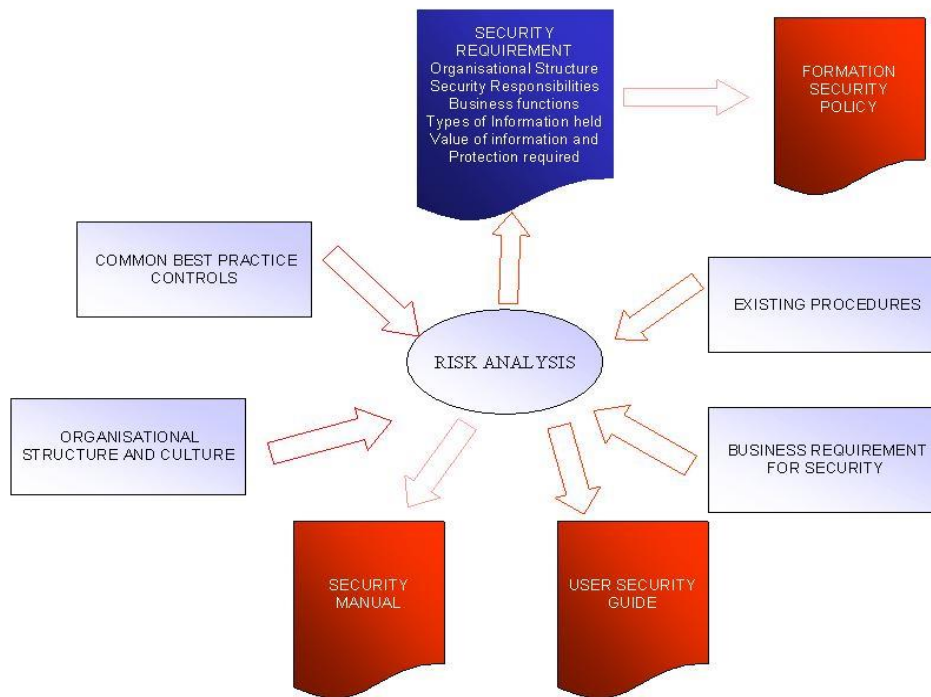 SECURITY
REQUIREMENT
Organisational Structure
Security Responsibilities
Business functions
Types of Information held
Value of information and
Protection required
FORMATION
SECURITY
POLICY
COMMON BEST PRACTICE
CONTROLS
EXISTING PROCEDURES
RISK ANALYSIS
ORGANISATIONAL
STRUCTURE AND CULTURE
BUSINESS REQUIREMENT
FOR SECURITY
SECURITY
MANUAL
USER SECURITY
GUIDE